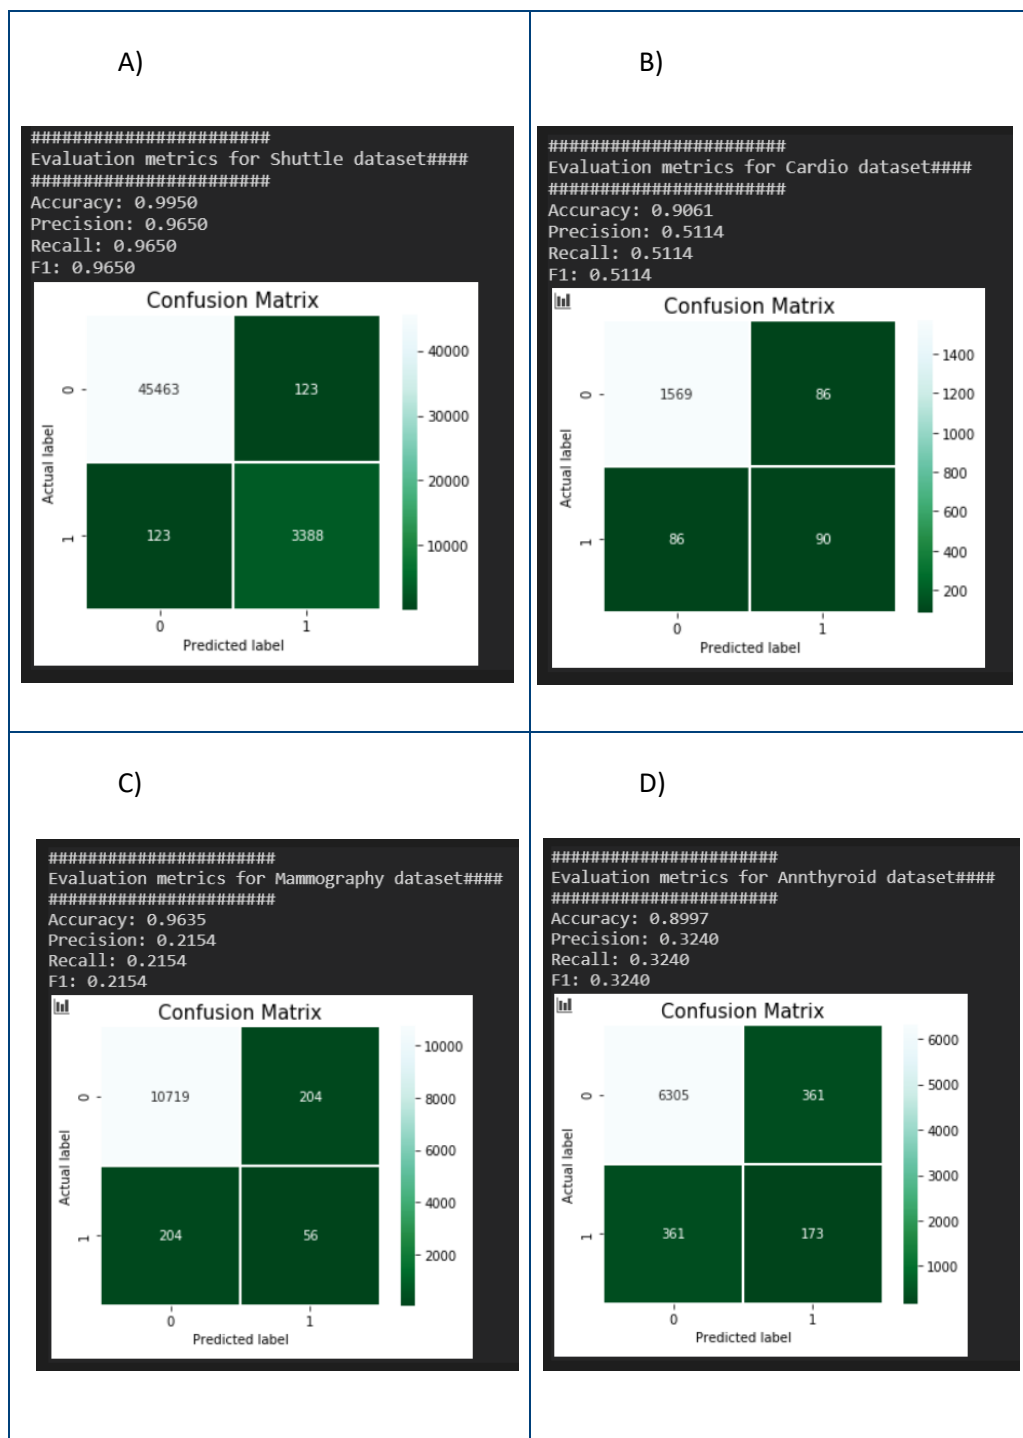 A)
#######################
Evaluation metrics for Shuttle dataset####
#######################
Accuracy: 0.9950
Precision: 0.9650
Recall: 0.9650
F1: 0.9650
Confusion Matrix
45463
123
123
3388
0
1
Actual label
0
1
Predicted label
40000
30000
20000
10000
B)
#######################
Evaluation metrics for Cardio dataset####
#######################
Accuracy: 0.9061
Precision: 0.5114
Recall: 0.5114
F1: 0.5114
Confusion Matrix
1569
86
86
90
0
1
Actual label
0
1
Predicted label
1400
1200
1000
800
600
400
200
C)
#######################
Evaluation metrics for Mammography dataset####
#######################
Accuracy: 0.9635
Precision: 0.2154
Recall: 0.2154
F1: 0.2154
Confusion Matrix
10719
204
204
56
0
1
Actual label
0
1
Predicted label
10000
8000
6000
4000
2000
D)
#######################
Evaluation metrics for Annthyroid dataset####
#######################
Accuracy: 0.8997
Precision: 0.3240
Recall: 0.3240
F1: 0.3240
Confusion Matrix
6305
361
361
173
0
1
Actual label
0
1
Predicted label
6000
5000
4000
3000
2000
1000